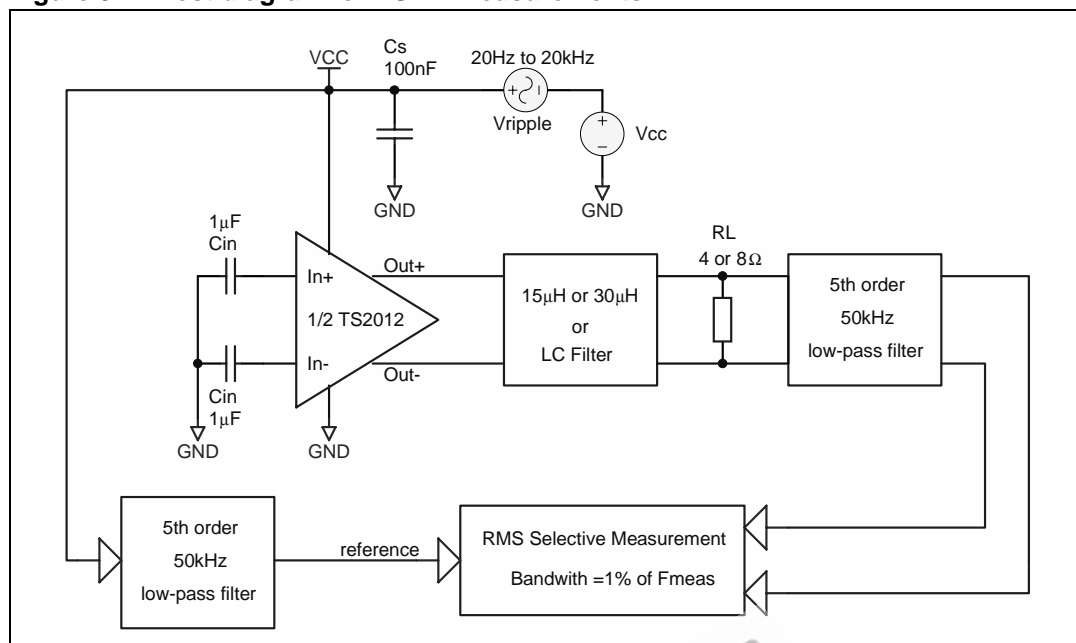 VCC
Cs
100nF
20Hz to 20kHz
+ -
Vripple
+
Vcc
-
GND
GND
1μF
Cin
In+
Out+
1/2 TS2012
In-
Out-
Cin
1μF
GND
GND
15μH or 30μH
or
LC Filter
RL
4 or 8Ω
5th order
50kHz
low-pass filter
5th order
50kHz
low-pass filter
reference
RMS Selective Measurement
Bandwith =1% of Fmeas